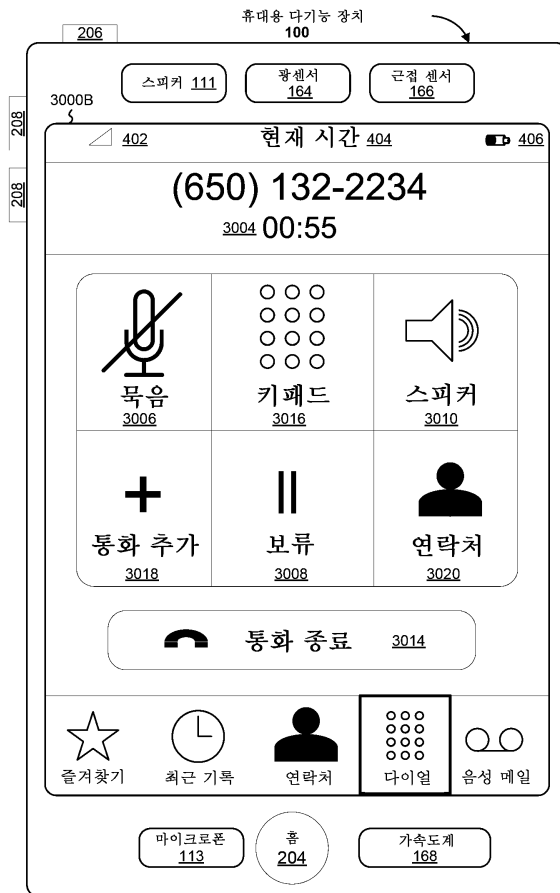 휴대용 다기능 장치
100
206
스피커 111
광센서
164
근접 센서
166
3000B
208
208
402
현재 시간 404
406
(650) 132-2234
3004 00:55
묵음
3006
키패드
3016
스피커
3010
통화 추가
3018
보류
3008
연락처
3020
통화 종료 3014
즐겨찾기
최근 기록
연락처
다이얼
음성 메일
마이크로폰
113
홈
204
가속도계
168